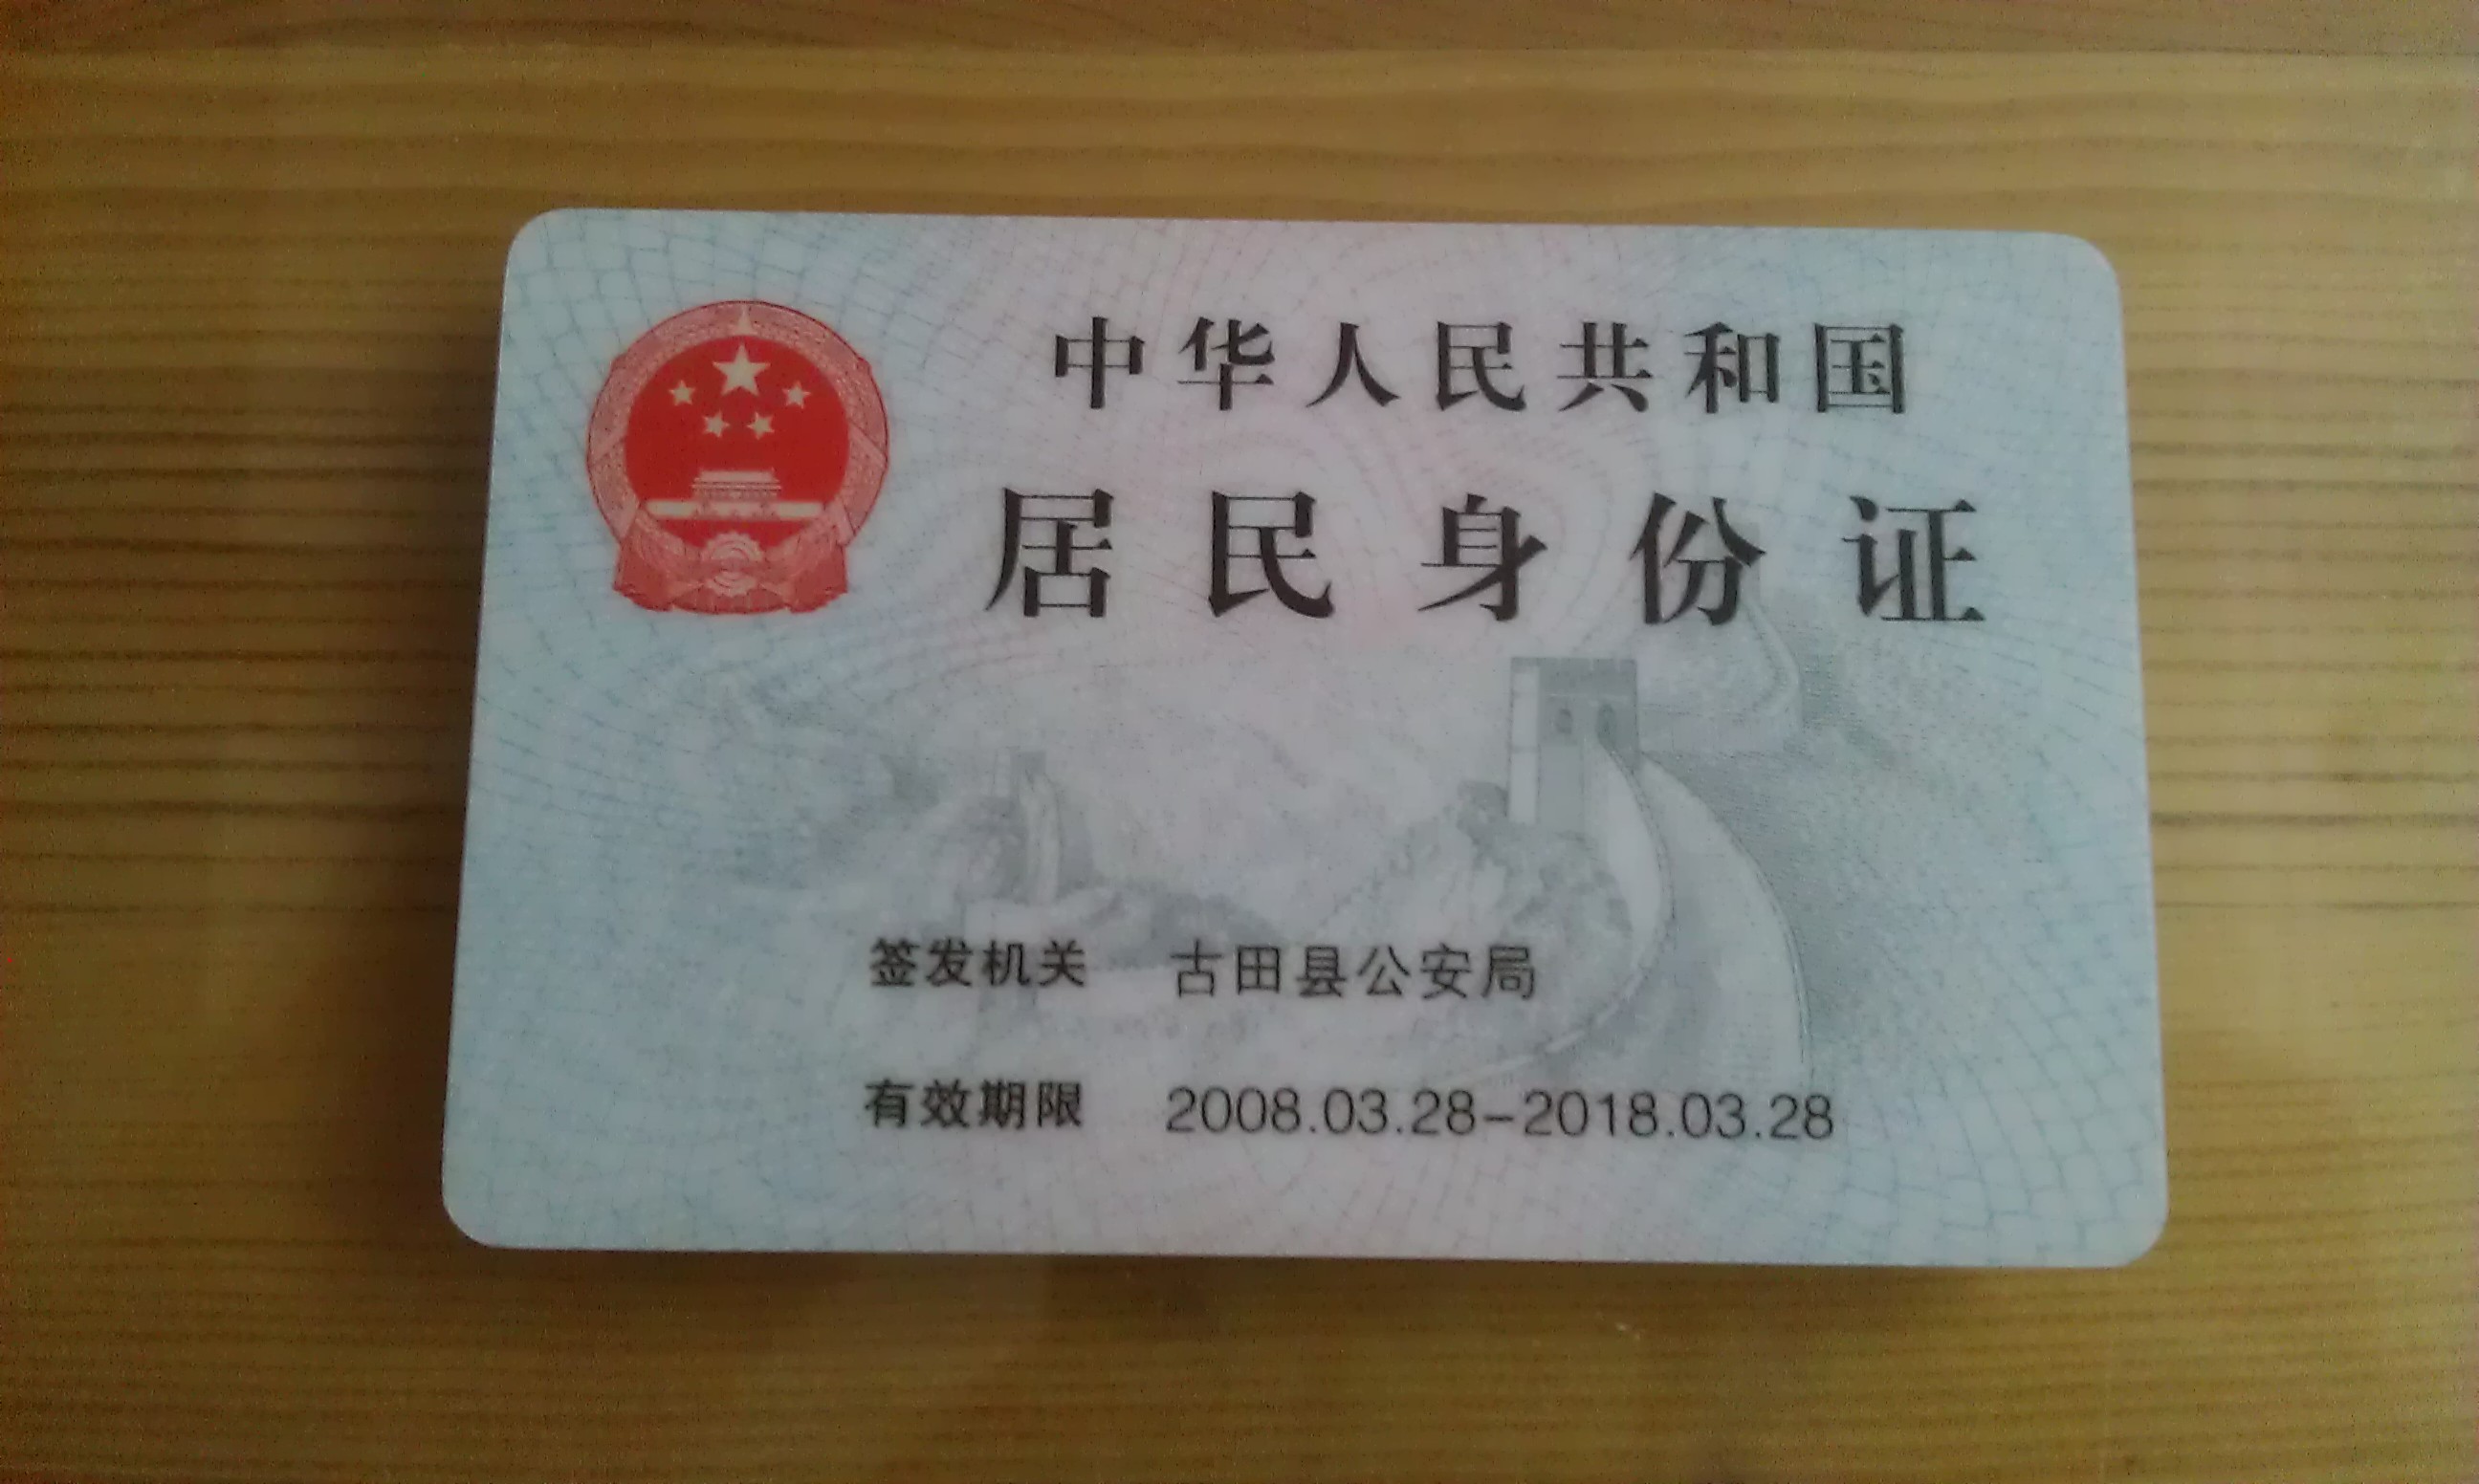 中华人民共和国
居民身份证
签发机关 古田县公安局
有效期限 2008.03.28-2018.03.28